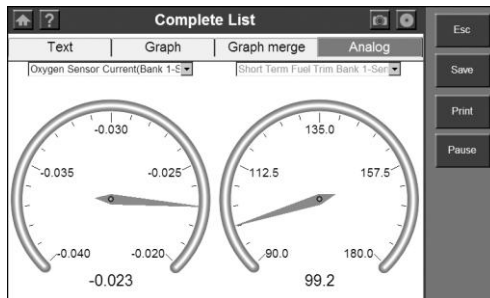 ? Complete List
Esc
Text Graph Graph merge Analog
Oxygen Sensor Current(Bank 1-S
Short Term Fuel Trim Bank 1-Ser
Save
Print
Pause
-0.030
-0.035 -0.025
-0.040 -0.020
-0.023
135.0
112.5 157.5
90.0 180.0
99.2